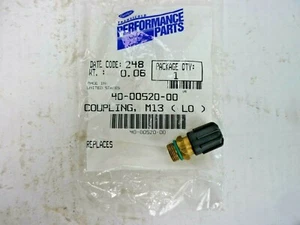 PERFORMANCE
PARTS
DATE CODE: 248
PACKAGE QTY:
WT. : 0.06
1
MADE IN
UNITED STATES
40-00520-00
COUPLING, M13 ( LO )
40-00520-00
REPLACES